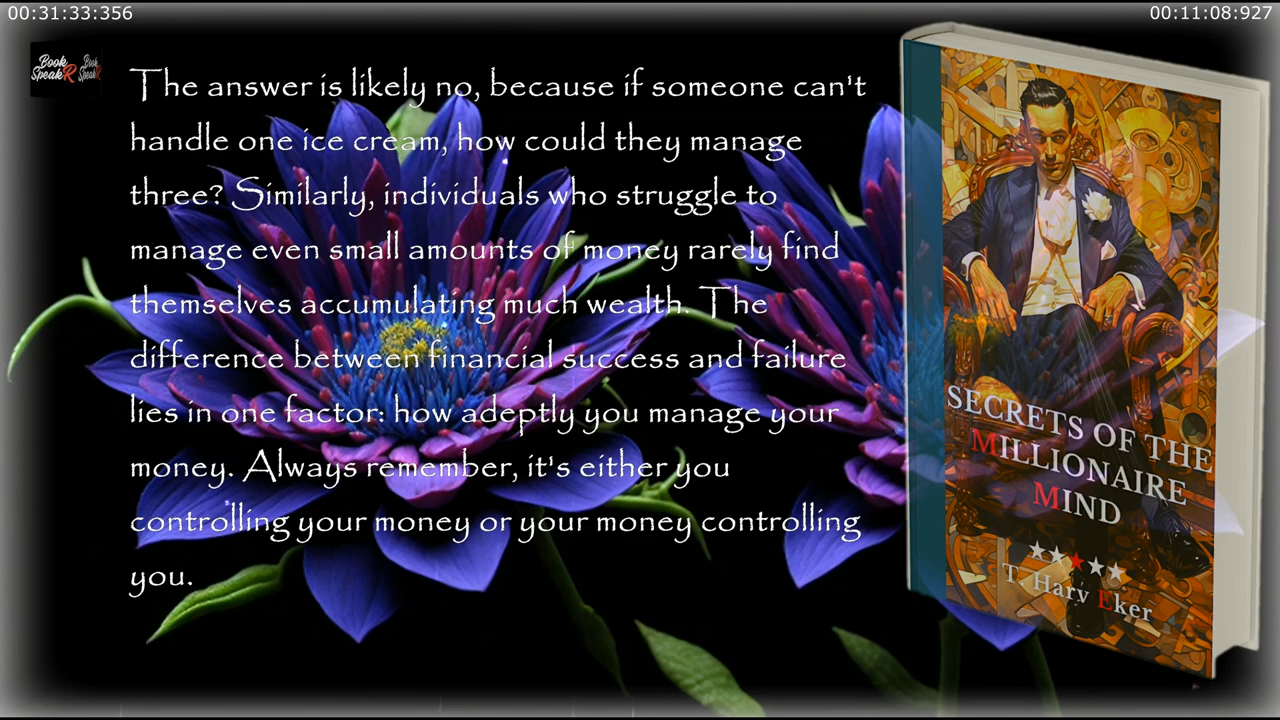 00:31:33:356
00:11:08:927
Book
SpeakR
Book
SpeakR
The answer is likely no, because if someone can't
handle one ice cream, how could they manage
three? Similarly, individuals who struggle to
manage even small amounts of money rarely find
themselves accumulating much wealth. The
difference between financial success and failure
lies in one factor: how adeptly you manage your
money. Always remember, it's either you
controlling your money or your money controlling
you.
SECRETS OF THE
MILLIONAIRE
MIND
T. Harv Eker